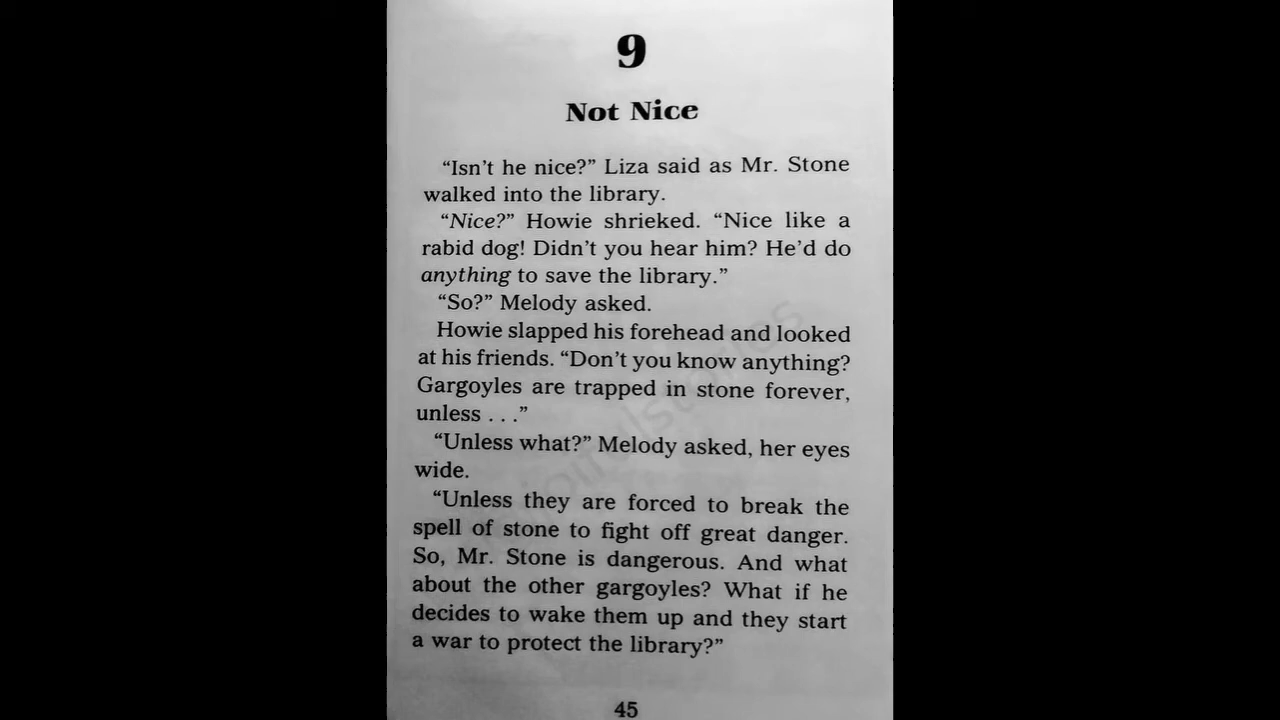 9
Not Nice
“Isn’t he nice?” Liza said as Mr. Stone
walked into the library.
“Nice?” Howie shrieked. “Nice like a
rabid dog! Didn’t you hear him? He’d do
anything to save the library.”
“So?” Melody asked.
Howie slapped his forehead and looked
at his friends. “Don’t you know anything?
Gargoyles are trapped in stone forever,
unless . . .”
“Unless what?” Melody asked, her eyes
wide.
“Unless they are forced to break the
spell of stone to fight off great danger.
So, Mr. Stone is dangerous. And what
about the other gargoyles? What if he
decides to wake them up and they start
a war to protect the library?”
45